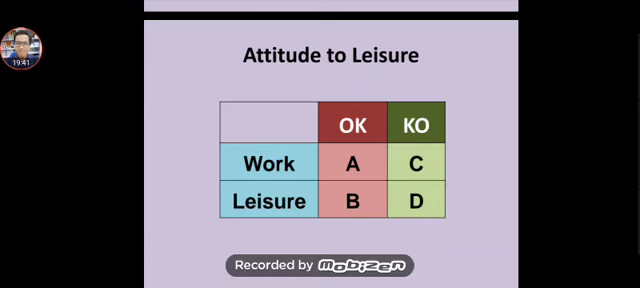 19:41
Attitude to Leisure
OK KO
Work A C
Leisure B D
Recorded by mobizen